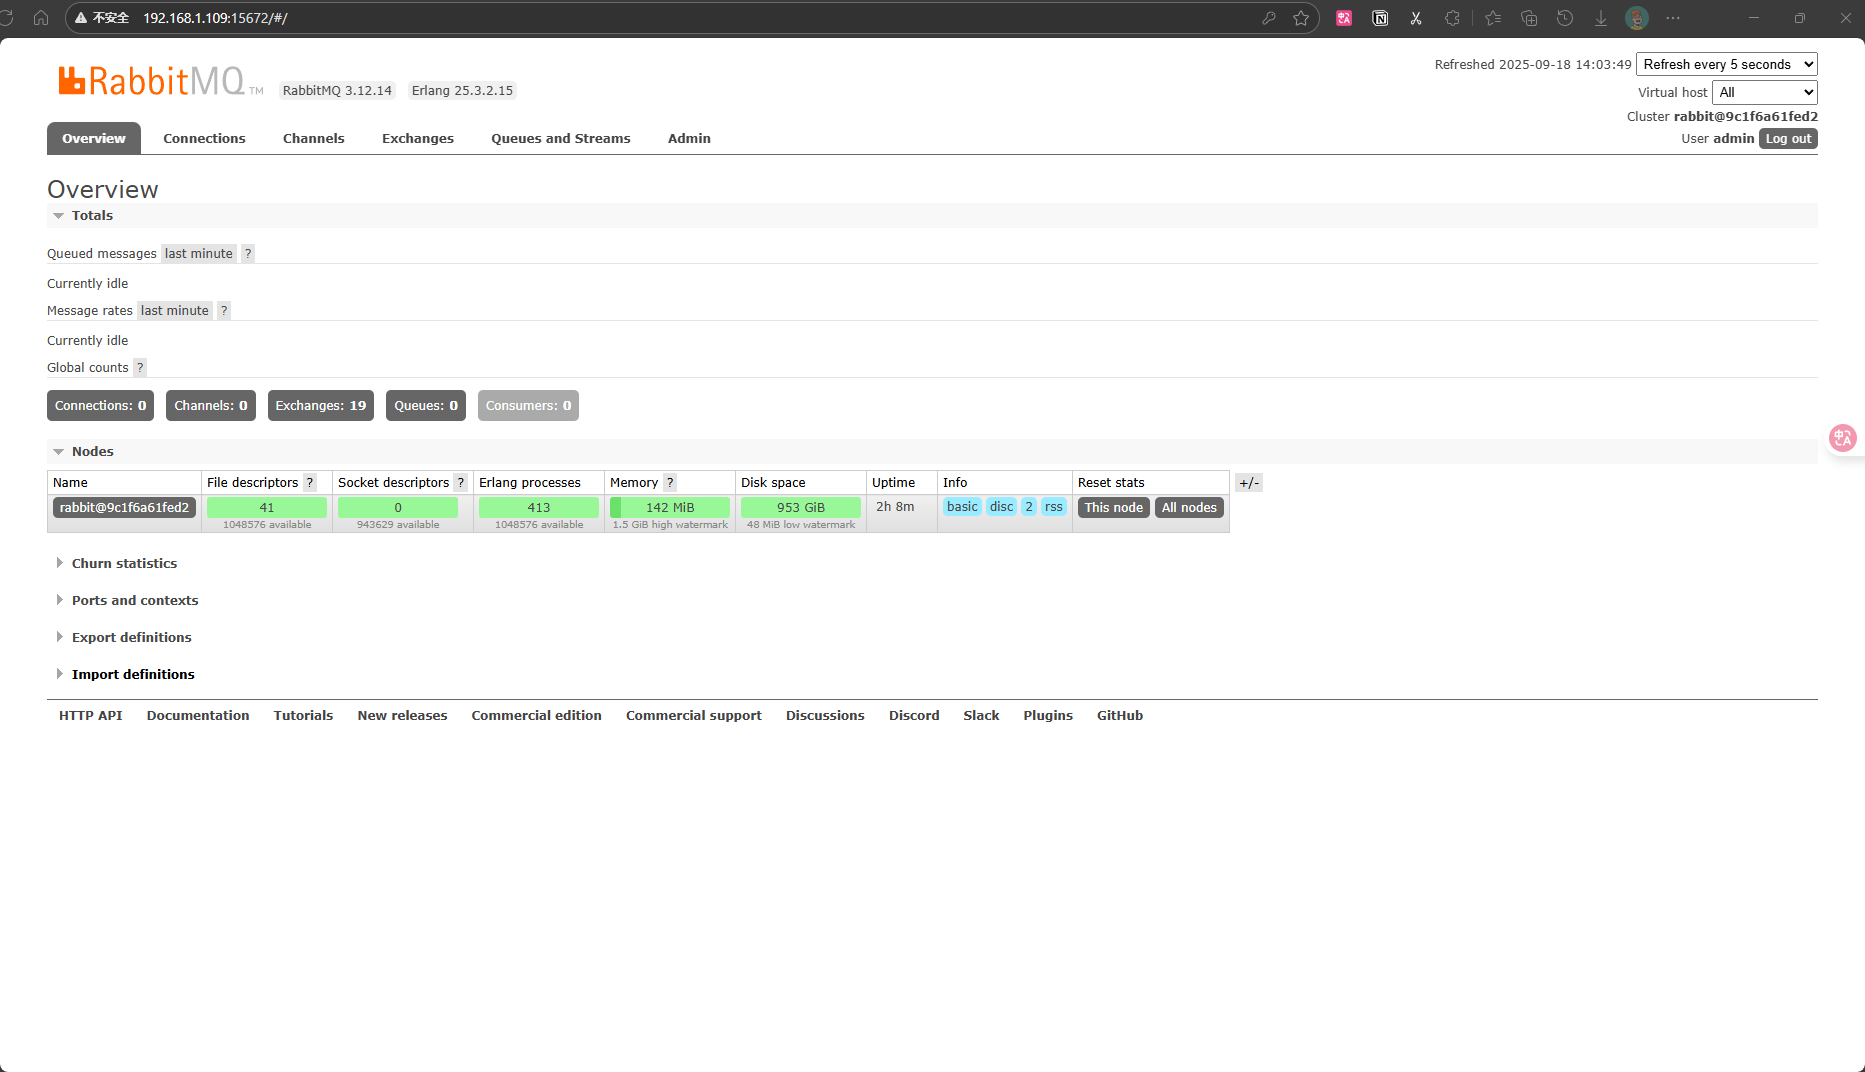 不安全 192.168.1.109:15672/#/
RabbitMQ TM RabbitMQ 3.12.14 Erlang 25.3.2.15
Refreshed 2025-09-18 14:03:49 Refresh every 5 seconds
Virtual host All
Cluster rabbit@9c1f6a61fed2
User admin Log out
Overview Connections Channels Exchanges Queues and Streams Admin
Overview
Totals
Queued messages last minute ?
Currently idle
Message rates last minute ?
Currently idle
Global counts ?
Connections: 0 Channels: 0 Exchanges: 19 Queues: 0 Consumers: 0
Nodes
Name File descriptors ? Socket descriptors ? Erlang processes Memory ? Disk space Uptime Info Reset stats +/-
rabbit@9c1f6a61fed2 41 0 413 142 MiB 953 GiB 2h 8m basic disc 2 rss This node All nodes
1048576 available 943629 available 1048576 available 1.5 GiB high watermark 48 MiB low watermark
Churn statistics
Ports and contexts
Export definitions
Import definitions
HTTP API Documentation Tutorials New releases Commercial edition Commercial support Discussions Discord Slack Plugins GitHub